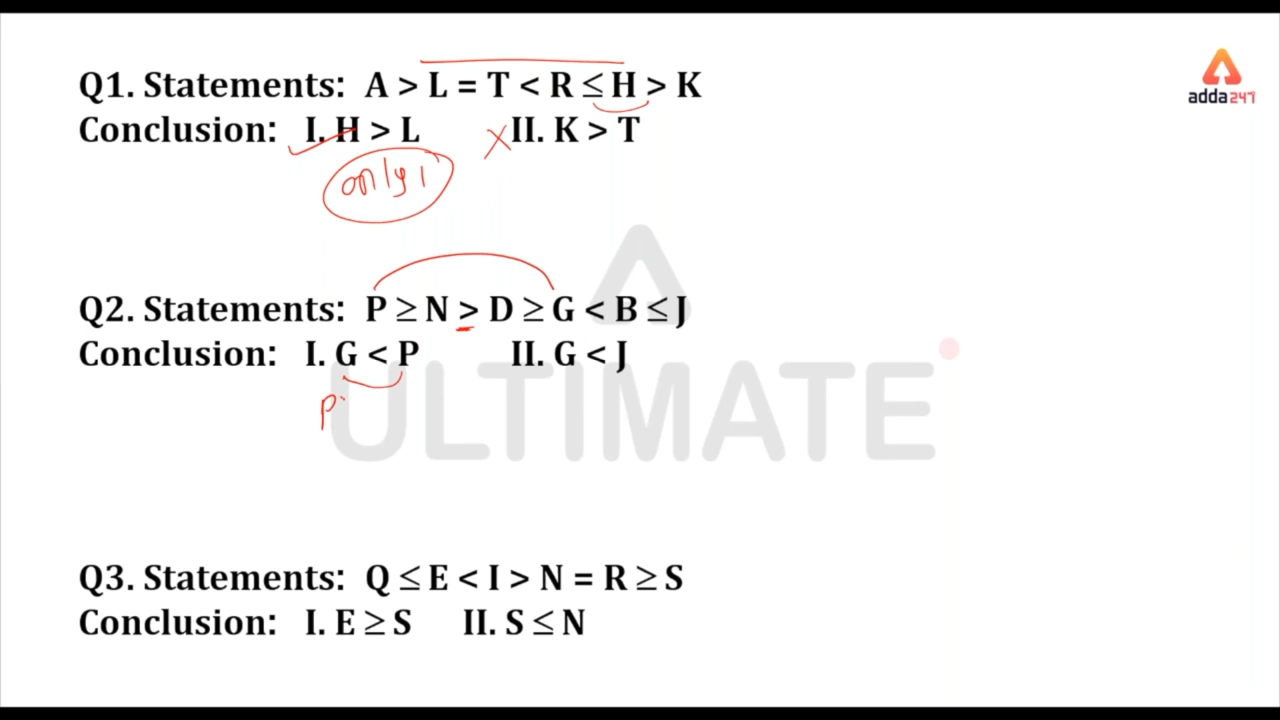 Q1. Statements: A > L = T < R ≤ H > K
adda247
Conclusion: I. H > L II. K > T
only I
Q2. Statements: P ≥ N > D ≥ G < B ≤ J
Conclusion: I. G < P II. G < J
P
ULTIMATE
Q3. Statements: Q ≤ E < I > N = R ≥ S
Conclusion: I. E ≥ S II. S ≤ N